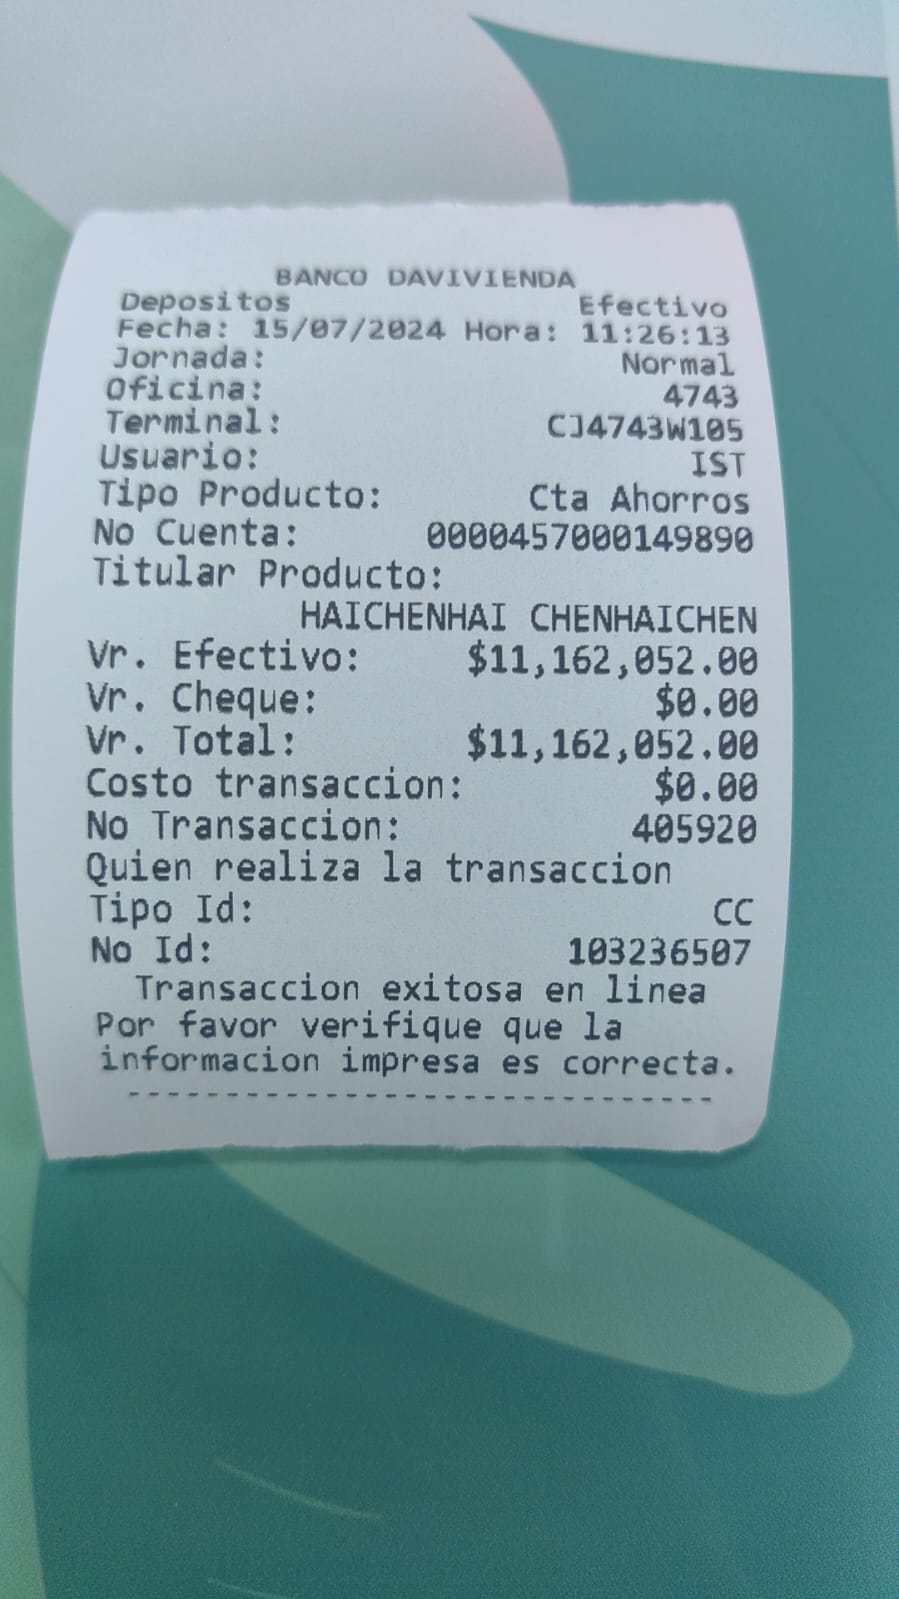 BANCO DAVIVIENDA
Depositos Efectivo
Fecha: 15/07/2024 Hora: 11:26:13
Jornada: Normal
Oficina: 4743
Terminal: CJ4743W105
Usuario: IST
Tipo Producto: Cta Ahorros
No Cuenta: 0000457000149890
Titular Producto:
HAICHENHAI CHENHAICHEN
Vr. Efectivo: $11,162,052.00
Vr. Cheque: $0.00
Vr. Total: $11,162,052.00
Costo transaccion: $0.00
No Transaccion: 405920
Quien realiza la transaccion
Tipo Id: CC
No Id: 103236507
Transaccion exitosa en linea
Por favor verifique que la
informacion impresa es correcta.
------------------------------